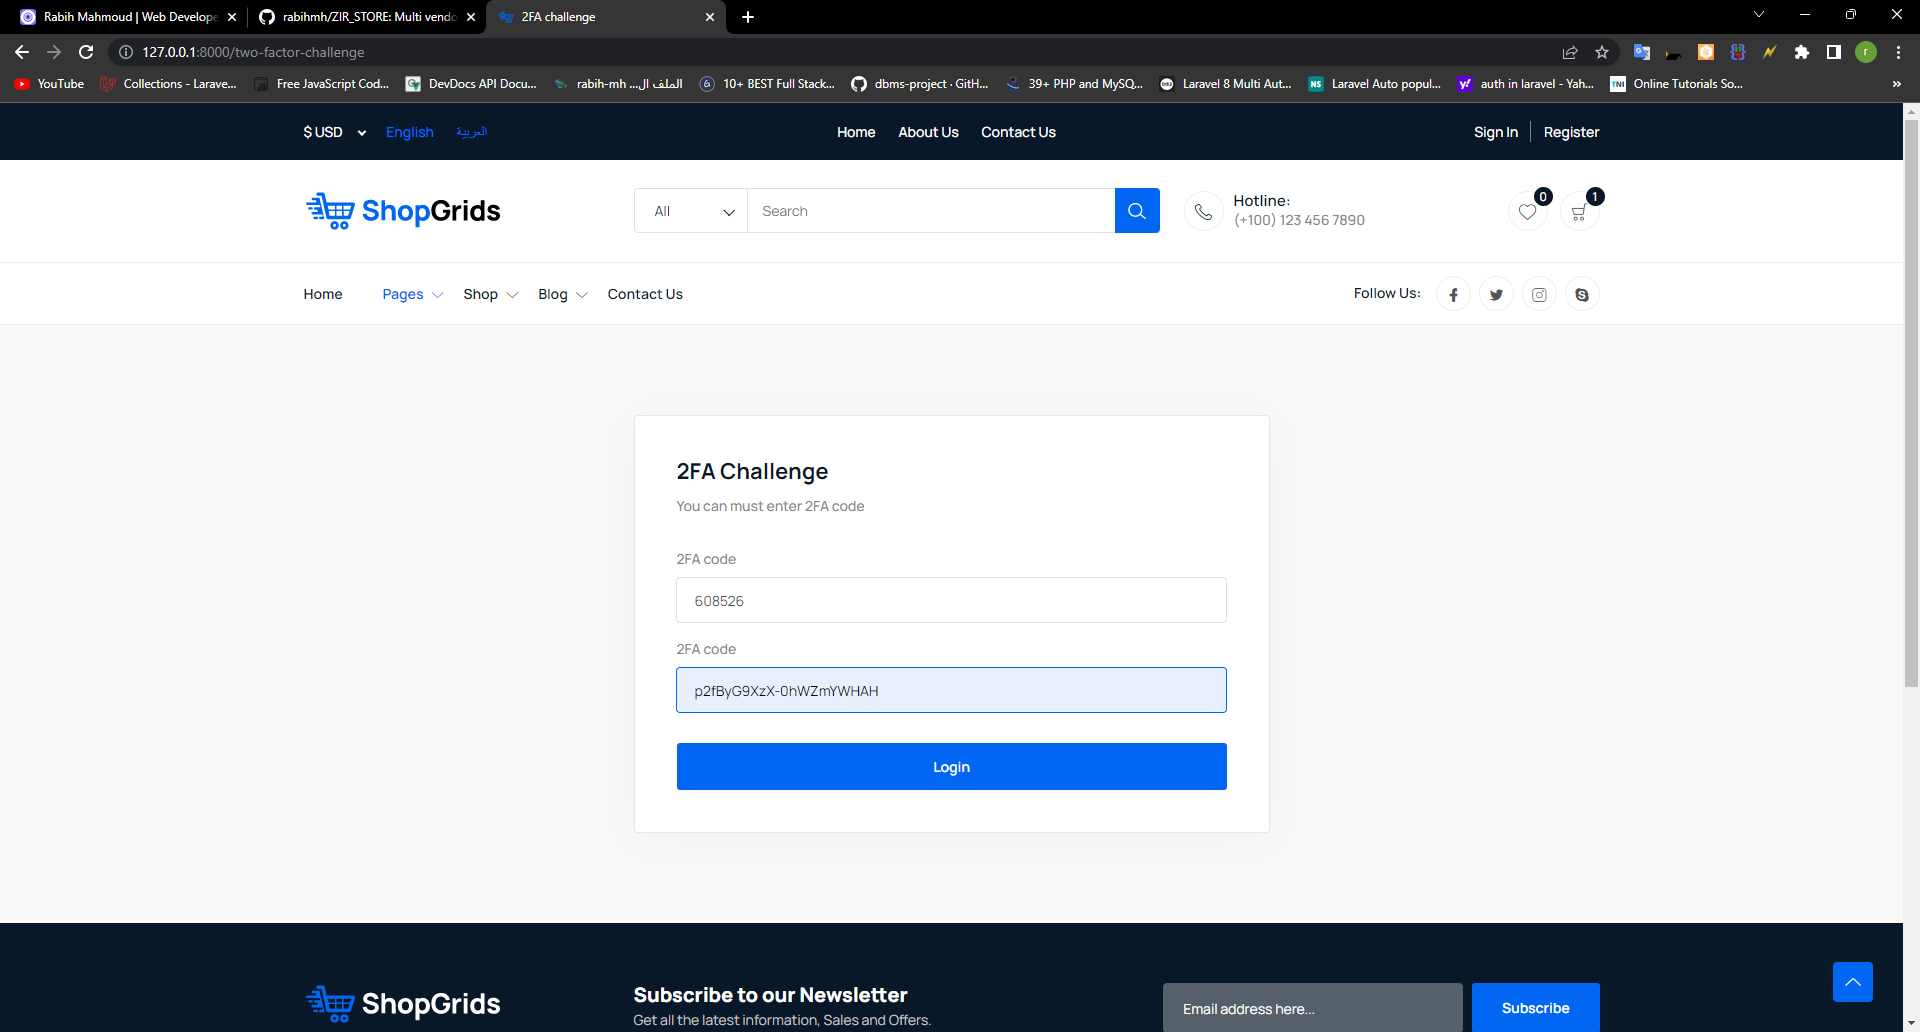 Rabih Mahmoud | Web Develope
rabihmh/ZIR_STORE: Multi vendo
2FA challenge
127.0.0.1:8000/two-factor-challenge
YouTube
Collections - Larave...
Free JavaScript Cod...
DevDocs API Docu...
rabih-mh ...الملف ال
10+ BEST Full Stack...
dbms-project · GitH...
39+ PHP and MySQ...
Laravel 8 Multi Aut...
Laravel Auto popul...
auth in laravel - Yah...
Online Tutorials So...
$ USD English العربية
Home About Us Contact Us
Sign In Register
ShopGrids
All
Search
Hotline:
(+100) 123 456 7890
0
1
Home Pages Shop Blog Contact Us
Follow Us:
2FA Challenge
You can must enter 2FA code
2FA code
608526
2FA code
p2fByG9XzX-0hWZmYWHAH
Login
ShopGrids
Subscribe to our Newsletter
Get all the latest information, Sales and Offers.
Email address here...
Subscribe